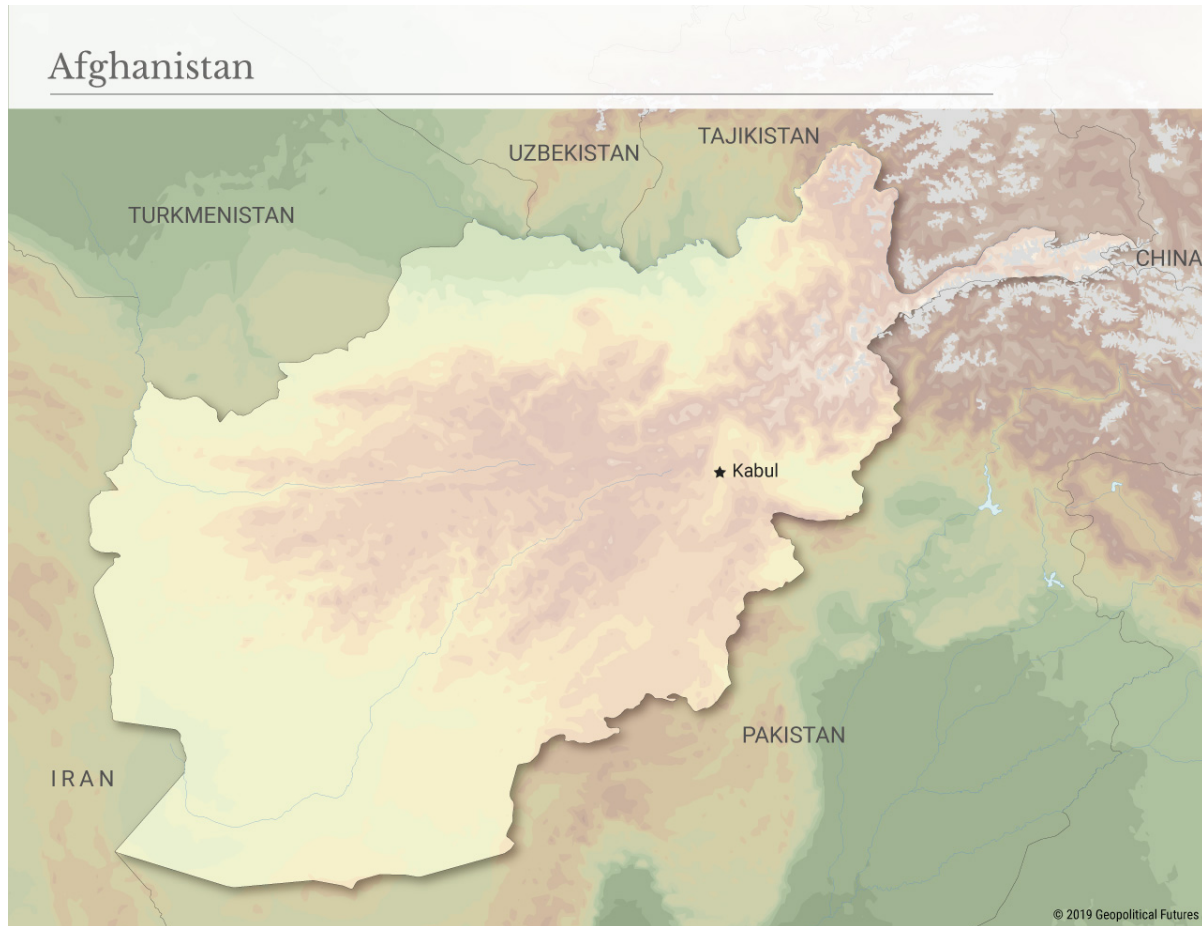 Afghanistan
TAJIKISTAN
UZBEKISTAN
TURKMENISTAN
CHINA
Kabul
PAKISTAN
IRAN
© 2019 Geopolitical Futures